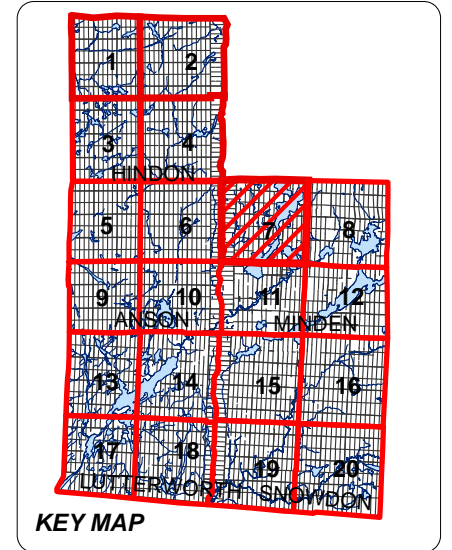 1 2
3 4
HINDON
5 6 7 8
9 10 11 12
ANSON MINDEN
13 14 15 16
17 18 19 20
LUTTERWORTH SNOWDON
KEY MAP